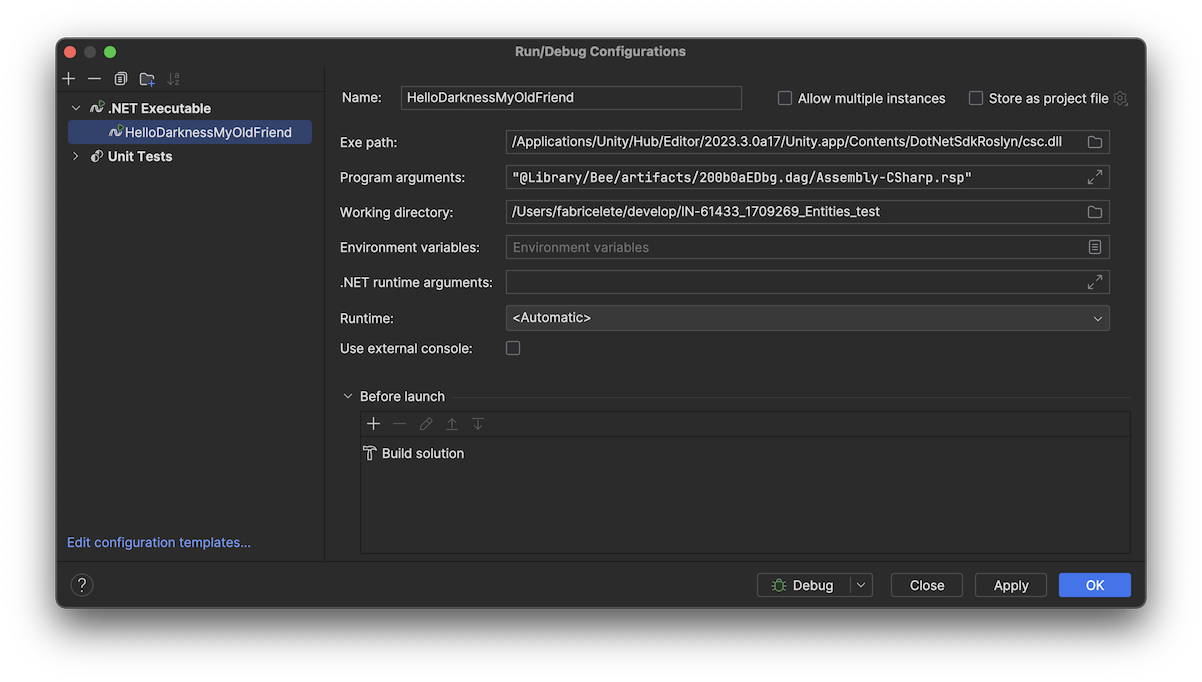 Run/Debug Configurations
.NET Executable
HelloDarknessMyOldFriend
Unit Tests
Edit configuration templates...
Name: HelloDarknessMyOldFriend Allow multiple instances Store as project file
Exe path: /Applications/Unity/Hub/Editor/2023.3.0a17/Unity.app/Contents/DotNetSdkRoslyn/csc.dll
Program arguments: "@Library/Bee/artifacts/200b0aEDbg.dag/Assembly-CSharp.rsp"
Working directory: /Users/fabricelete/develop/IN-61433_1709269_Entities_test
Environment variables: Environment variables
.NET runtime arguments:
Runtime: <Automatic>
Use external console:
Before launch
Build solution
? Debug Close Apply OK